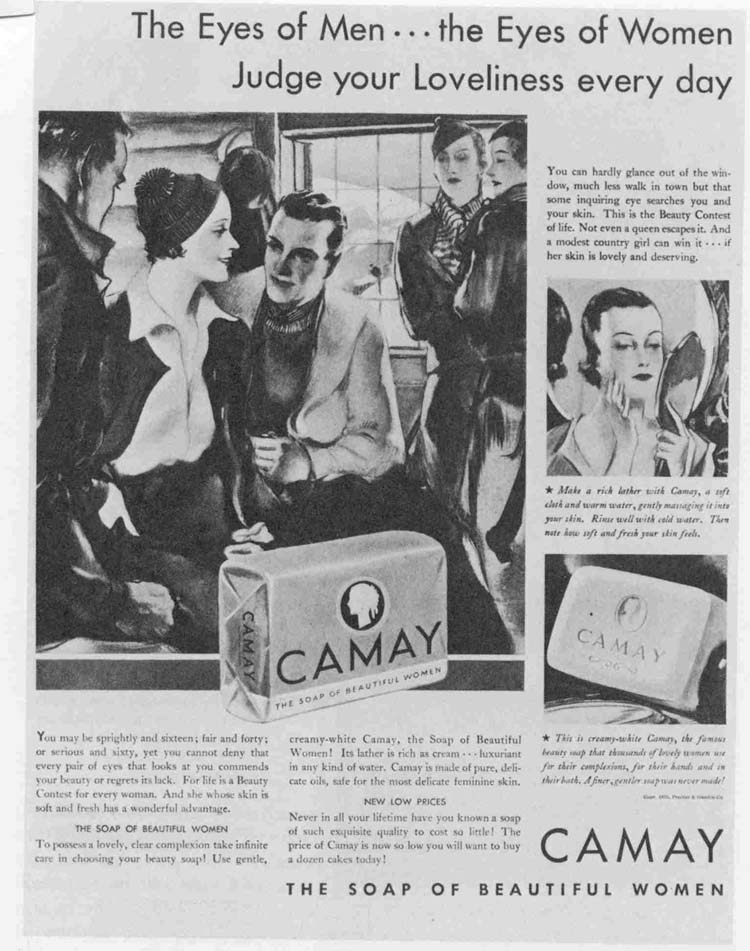 The Eyes of Men . . . the Eyes of Women
Judge your Loveliness every day
You can hardly glance out of the win-
dow, much less walk in town but that
some inquiring eye searches you and
your skin. This is the Beauty Contest
of life. Not even a queen escapes it. And
a modest country girl can win it . . . if
her skin is lovely and deserving.
★ Make a rich lather with Camay, a soft
cloth and warm water, gently massaging it into
your skin. Rinse well with cold water. Then
note how soft and fresh your skin feels.
CAMAY
CAMAY
THE SOAP OF BEAUTIFUL WOMEN
CAMAY
You may be sprightly and sixteen; fair and forty;
or serious and sixty, yet you cannot deny that
every pair of eyes that looks at you commends
your beauty or regrets its lack. For life is a Beauty
Contest for every woman. And she whose skin is
soft and fresh has a wonderful advantage.
THE SOAP OF BEAUTIFUL WOMEN
To possess a lovely, clear complexion take infinite
care in choosing your beauty soap! Use gentle,
creamy-white Camay, the Soap of Beautiful
Women! Its lather is rich as cream . . . luxuriant
in any kind of water. Camay is made of pure, deli-
cate oils, safe for the most delicate feminine skin.
NEW LOW PRICES
Never in all your lifetime have you known a soap
of such exquisite quality to cost so little! The
price of Camay is now so low you will want to buy
a dozen cakes today!
★ This is creamy-white Camay, the famous
beauty soap that thousands of lovely women use
for their complexions, for their hands and in
their bath. A finer, gentler soap was never made!
Procter & Gamble Co.
CAMAY
THE SOAP OF BEAUTIFUL WOMEN